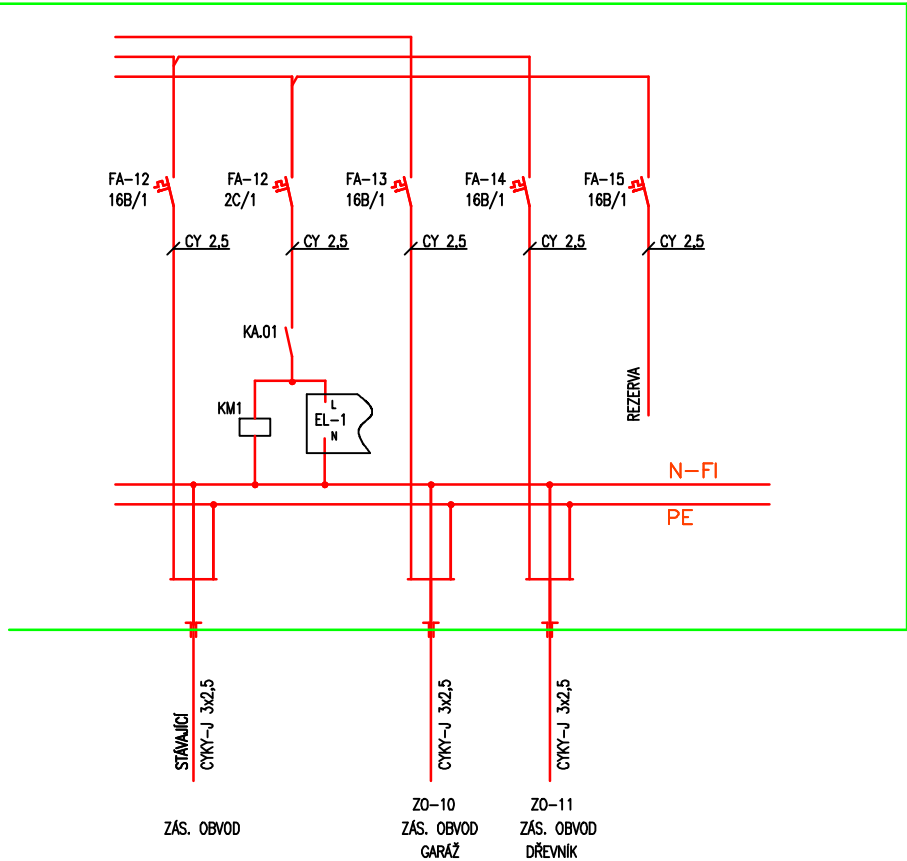 FA-12
16B/1
FA-12
2C/1
FA-13
16B/1
FA-14
16B/1
FA-15
16B/1
CY 2,5
CY 2,5
CY 2,5
CY 2,5
CY 2,5
KA.01
KM1
L
EL-1
N
REZERVA
N-FI
PE
STÁVAJÍCÍ
CYKY-J 3x2,5
CYKY-J 3x2,5
CYKY-J 3x2,5
ZÁS. OBVOD
ZO-10
ZÁS. OBVOD
GARÁŽ
ZO-11
ZÁS. OBVOD
DŘEVNÍK